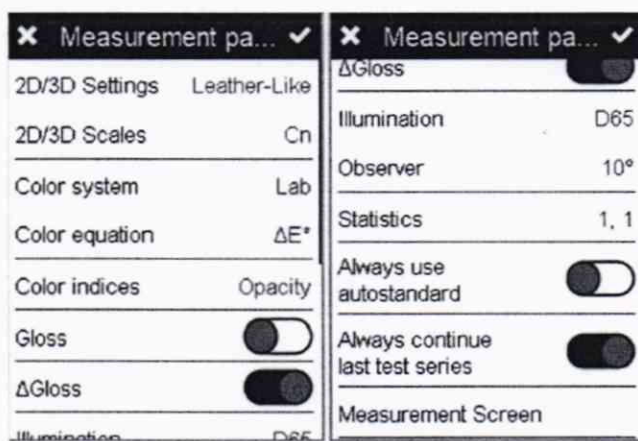 Measurement pa...
2D/3D Settings Leather-Like
2D/3D Scales Cn
Color system Lab
Color equation ΔE*
Color indices Opacity
Gloss
ΔGloss
Illumination D65
Measurement pa...
ΔGloss
Illumination D65
Observer 10°
Statistics 1, 1
Always use
autostandard
Always continue
last test series
Measurement Screen